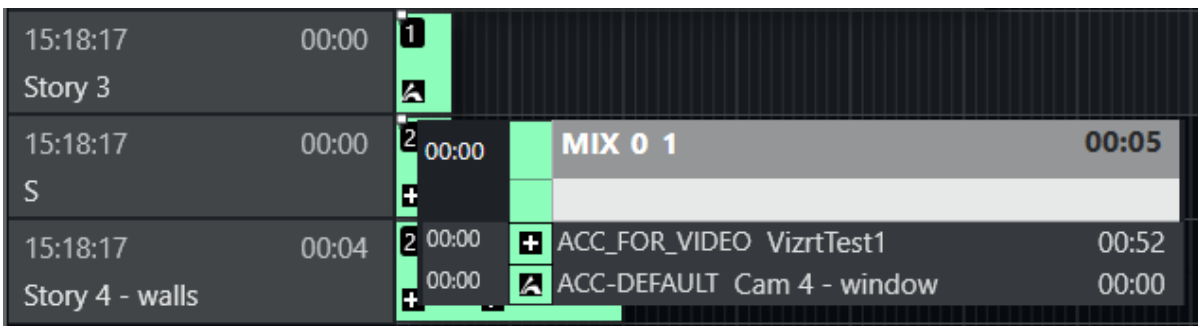 15:18:17 00:00 1
Story 3
15:18:17 00:00 2
S
15:18:17 00:04 2
Story 4 - walls
00:00 MIX 0 1 00:05
00:00 ACC_FOR_VIDEO VizrtTest1 00:52
00:00 ACC-DEFAULT Cam 4 - window 00:00